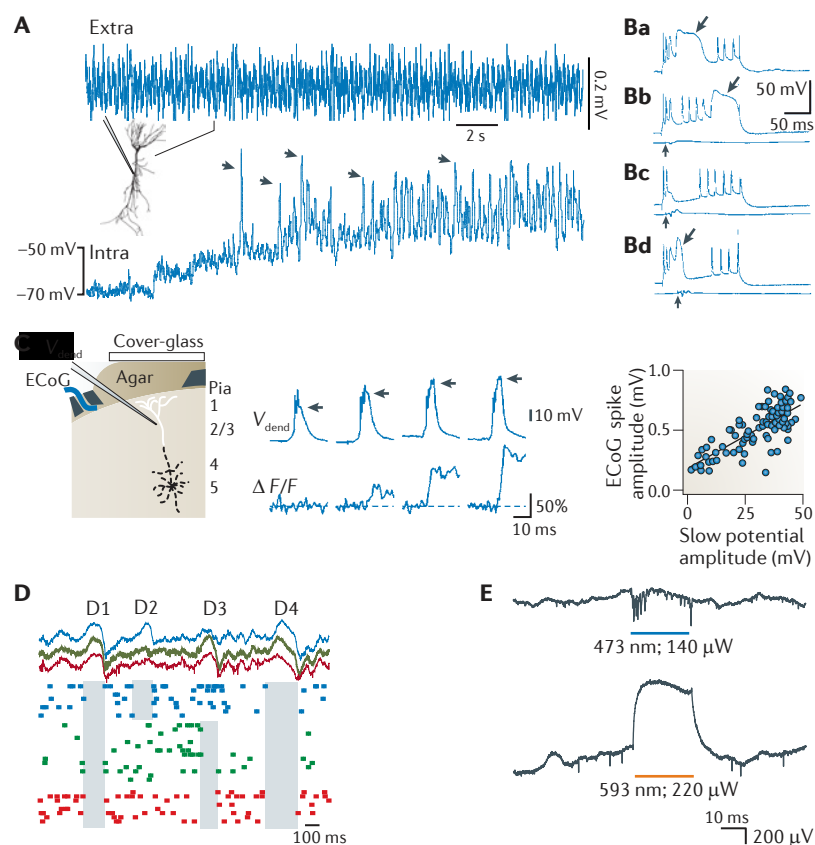 A
Extra
0.2 mV
2 s
−50 mV
Intra
−70 mV
Ba
Bb
50 mV
50 ms
Bc
Bd
C
V dend
Cover-glass
ECoG
Agar
Pia
1
2/3
4
5
V dend
10 mV
Δ F/F
50%
10 ms
ECoG spike
amplitude (mV)
1.0
0.5
0.0
0
25
50
Slow potential
amplitude (mV)
D
D1 D2 D3 D4
100 ms
E
473 nm; 140 μW
593 nm; 220 μW
10 ms
200 μV